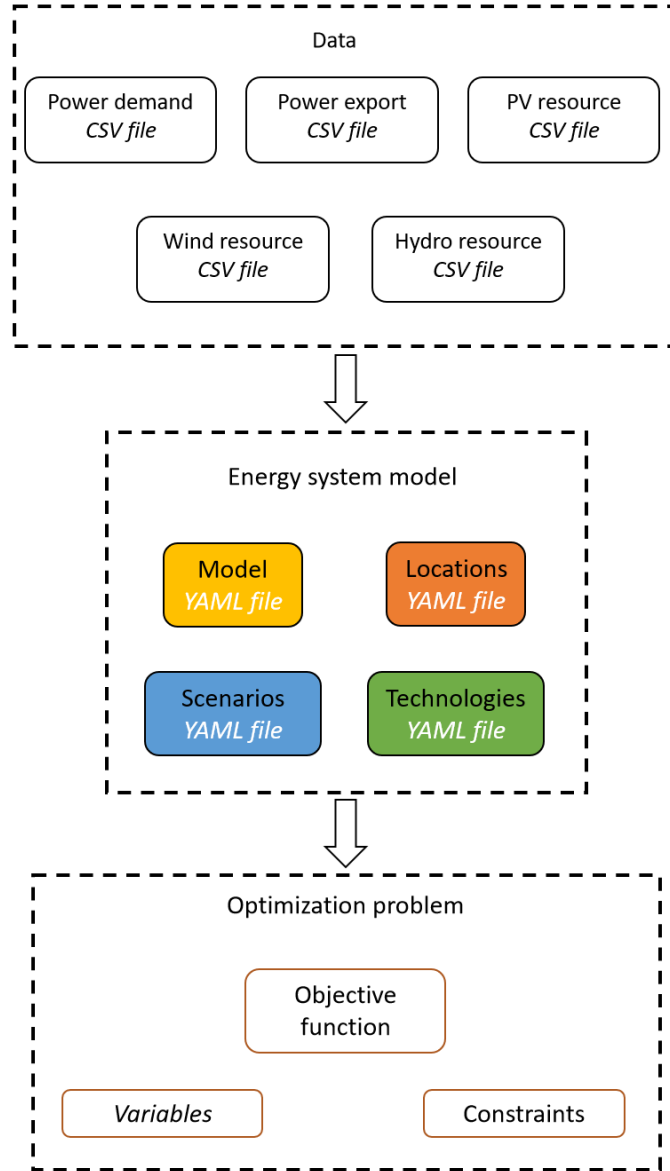 Data
Power demand
CSV file
Power export
CSV file
PV resource
CSV file
Wind resource
CSV file
Hydro resource
CSV file
Energy system model
Model
YAML file
Locations
YAML file
Scenarios
YAML file
Technologies
YAML file
Optimization problem
Objective
function
Variables
Constraints